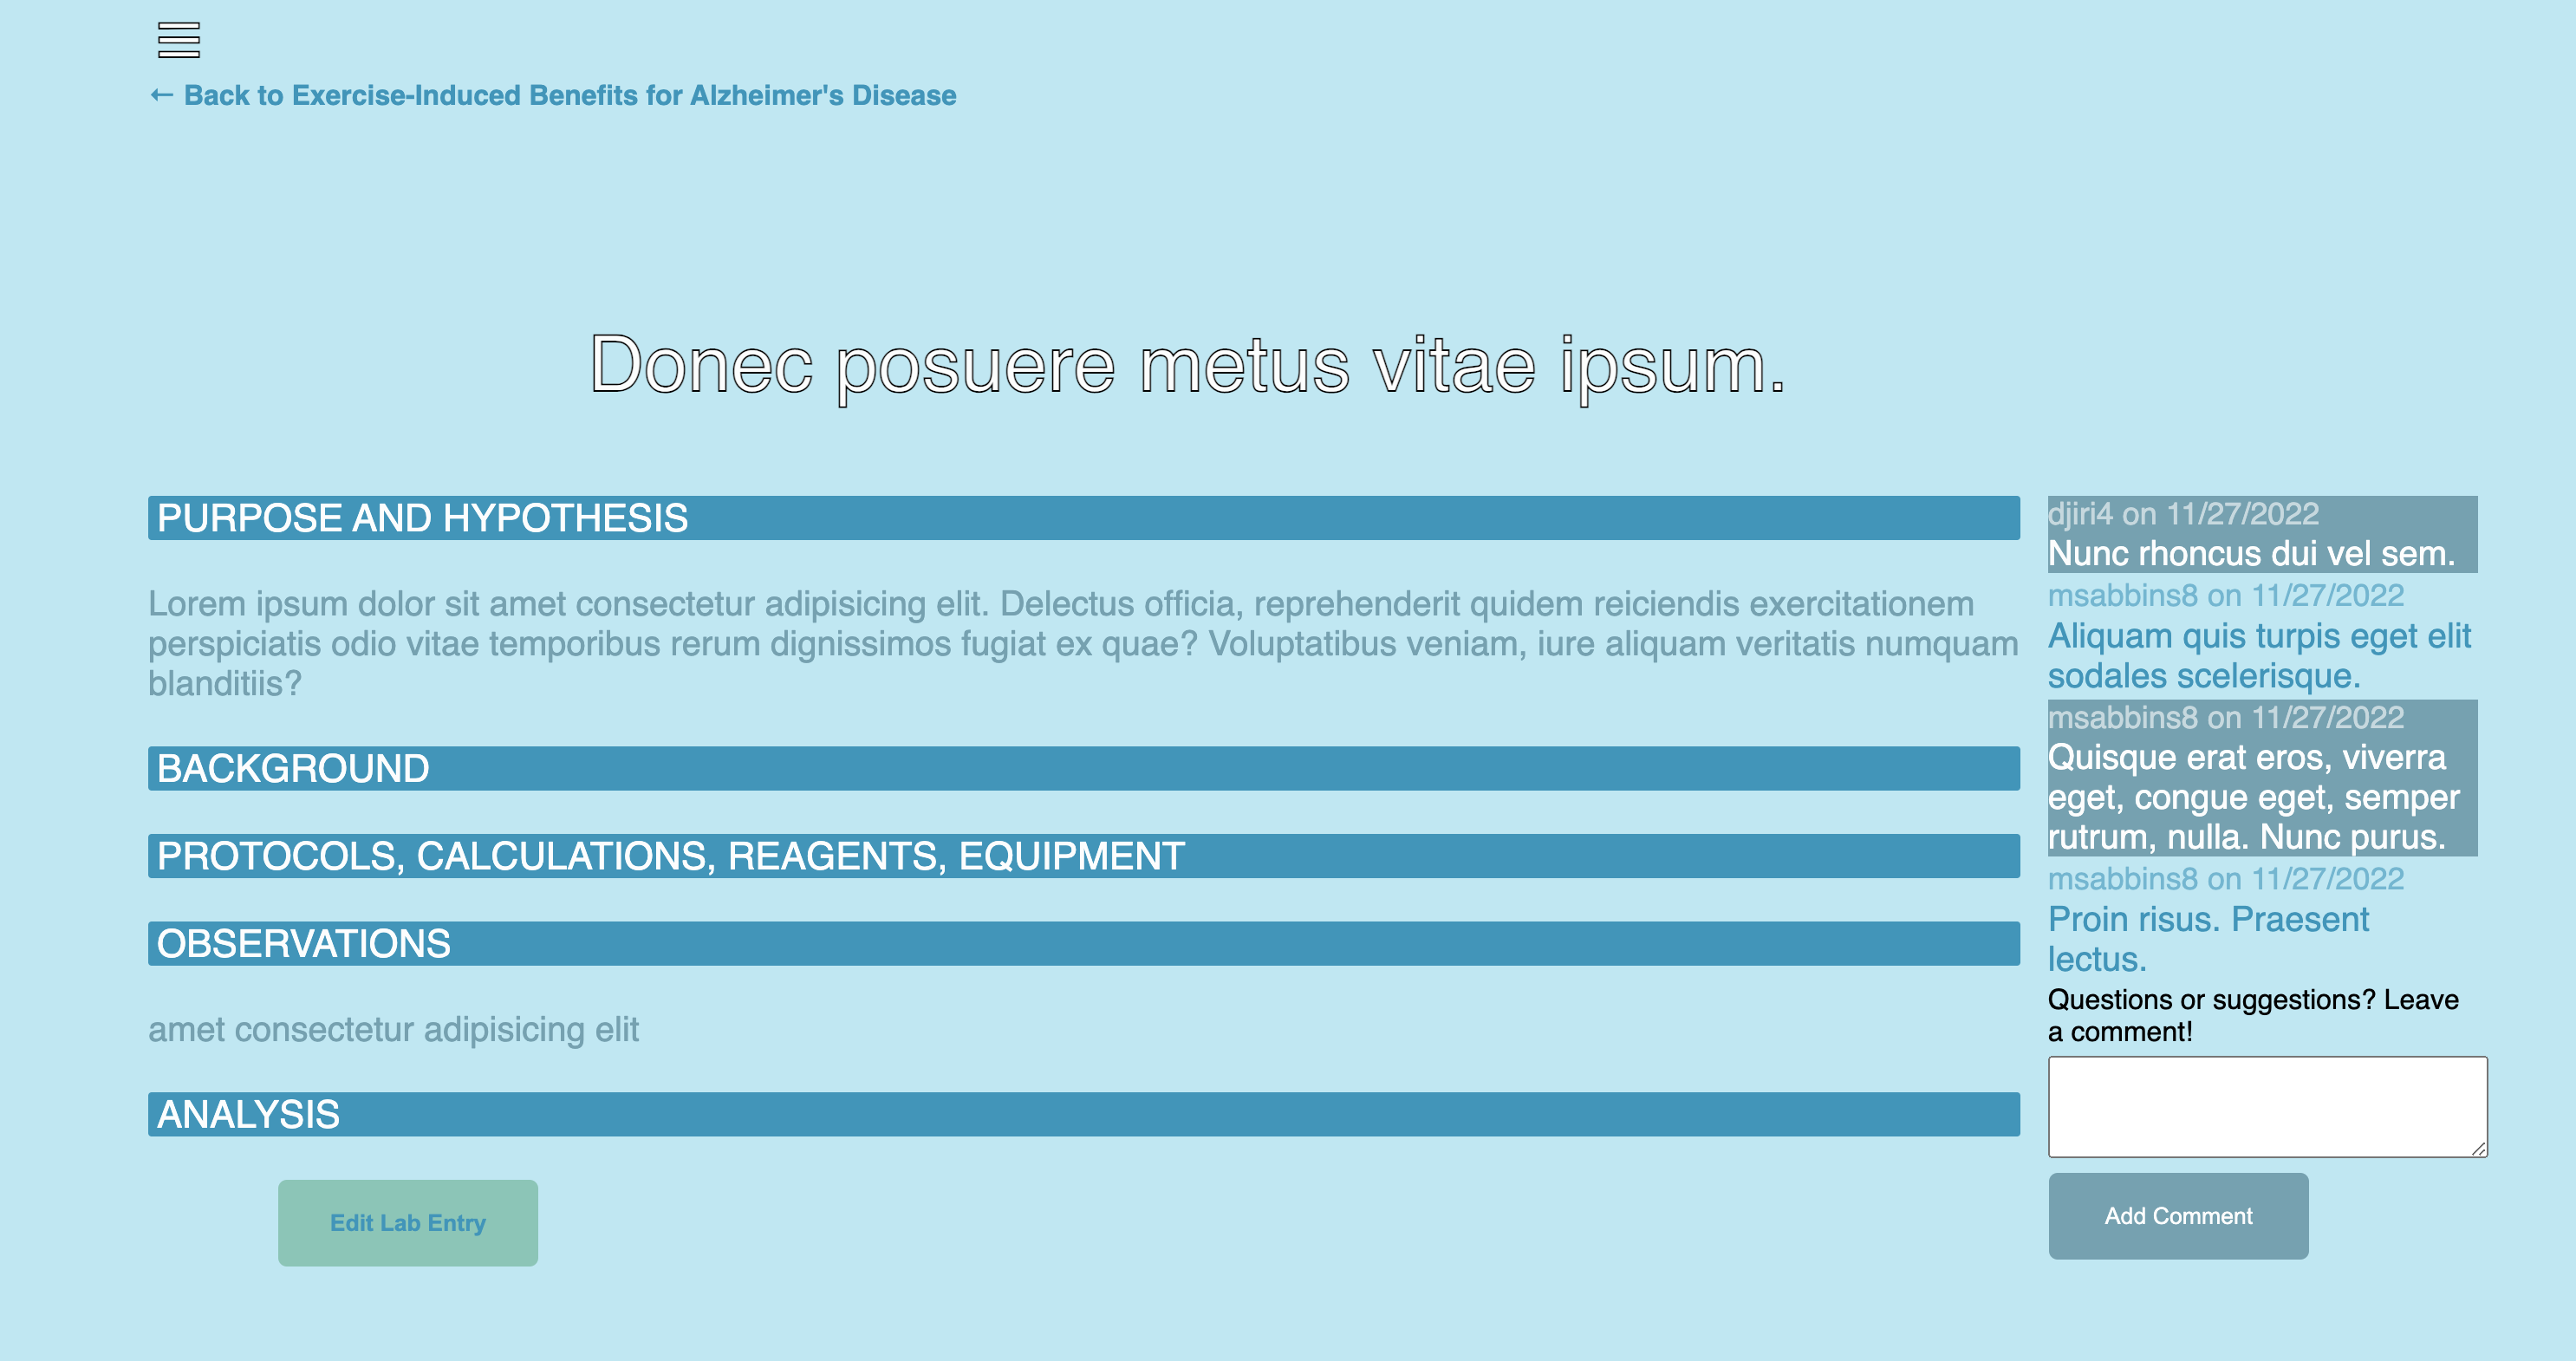 ← Back to Exercise-Induced Benefits for Alzheimer's Disease
Donec posuere metus vitae ipsum.
PURPOSE AND HYPOTHESIS
Lorem ipsum dolor sit amet consectetur adipisicing elit. Delectus officia, reprehenderit quidem reiciendis exercitationem
perspiciatis odio vitae temporibus rerum dignissimos fugiat ex quae? Voluptatibus veniam, iure aliquam veritatis numquam
blanditiis?
BACKGROUND
PROTOCOLS, CALCULATIONS, REAGENTS, EQUIPMENT
OBSERVATIONS
amet consectetur adipisicing elit
ANALYSIS
Edit Lab Entry
djiri4 on 11/27/2022
Nunc rhoncus dui vel sem.
msabbins8 on 11/27/2022
Aliquam quis turpis eget elit
sodales scelerisque.
msabbins8 on 11/27/2022
Quisque erat eros, viverra
eget, congue eget, semper
rutrum, nulla. Nunc purus.
msabbins8 on 11/27/2022
Proin risus. Praesent
lectus.
Questions or suggestions? Leave
a comment!
Add Comment